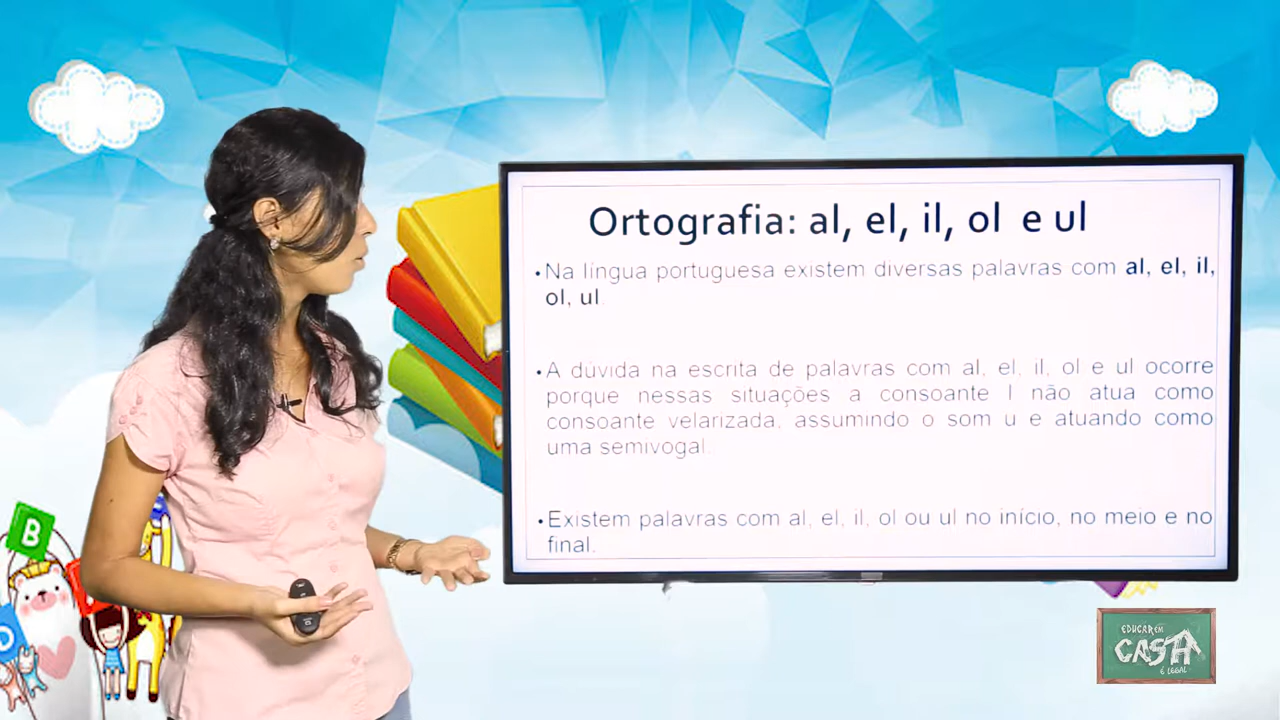 Ortografia: al, el, il, ol e ul
•Na língua portuguesa existem diversas palavras com al, el, il,
ol, ul.
•A dúvida na escrita de palavras com al, el, il, ol e ul ocorre
porque nessas situações a consoante l não atua como
consoante velarizada, assumindo o som u e atuando como
uma semivogal.
•Existem palavras com al, el, il, ol ou ul no início, no meio e no
final.
B
EDUCAR EM
CASA
É LEGAL